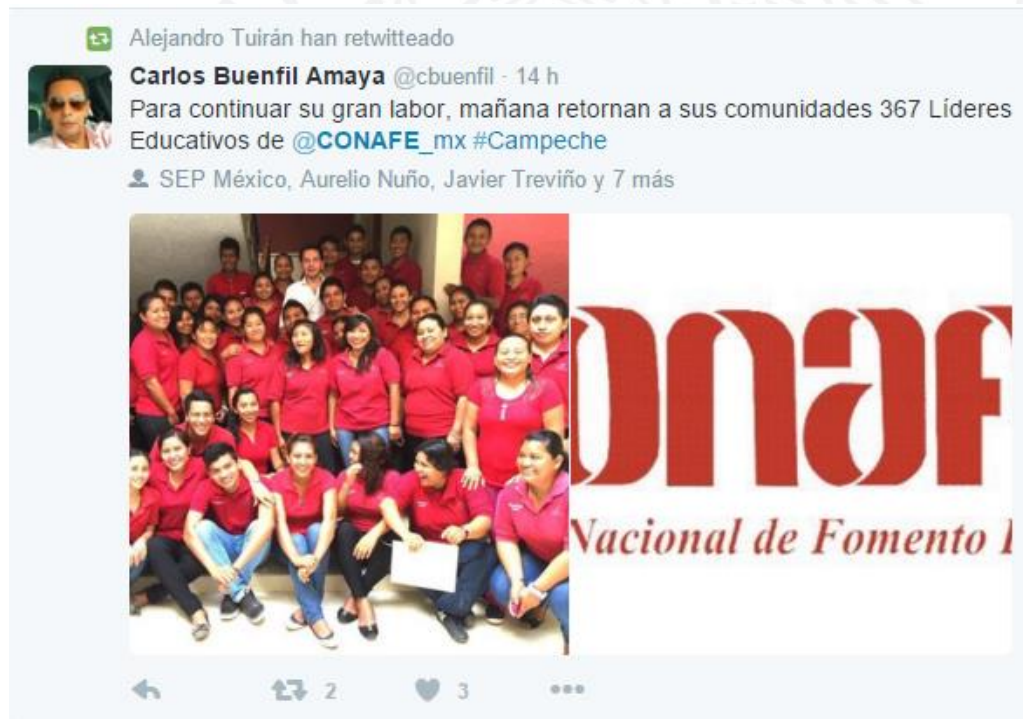 Alejandro Tuirán han retwitteado
Carlos Buenfil Amaya @cbuenfil · 14 h
Para continuar su gran labor, mañana retornan a sus comunidades 367 Líderes
Educativos de @CONAFE_mx #Campeche
SEP México, Aurelio Nuño, Javier Treviño y 7 más
onaf
Nacional de Fomento
2
3